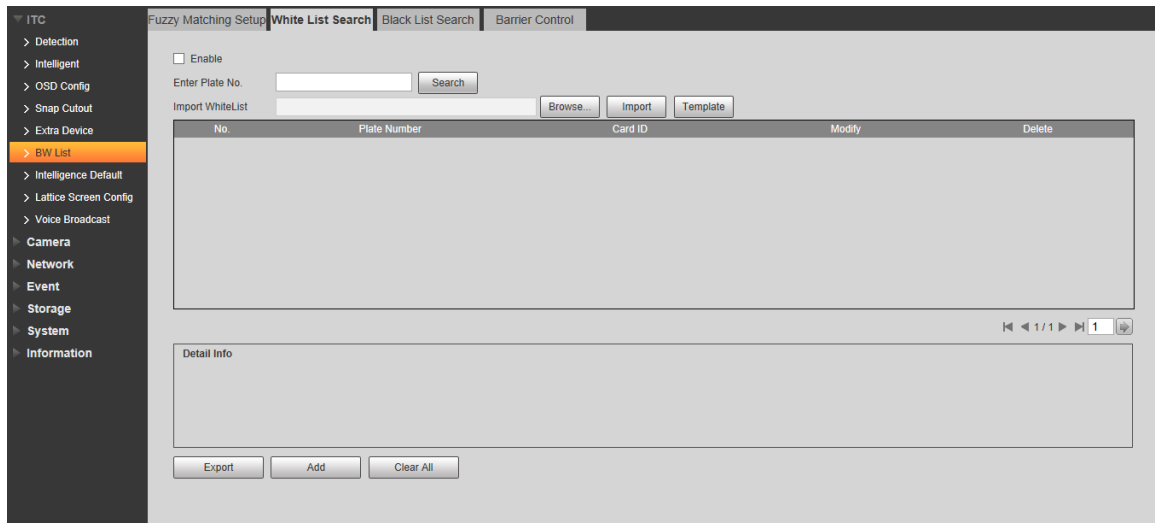 ITC
Detection
Intelligent
OSD Config
Snap Cutout
Extra Device
BW List
Intelligence Default
Lattice Screen Config
Voice Broadcast
Camera
Network
Event
Storage
System
Information
Fuzzy Matching Setup White List Search Black List Search Barrier Control
Enable
Enter Plate No. Search
Import WhiteList Browse... Import Template
No. Plate Number Card ID Modify Delete
1 / 1 1
Detail Info
Export Add Clear All